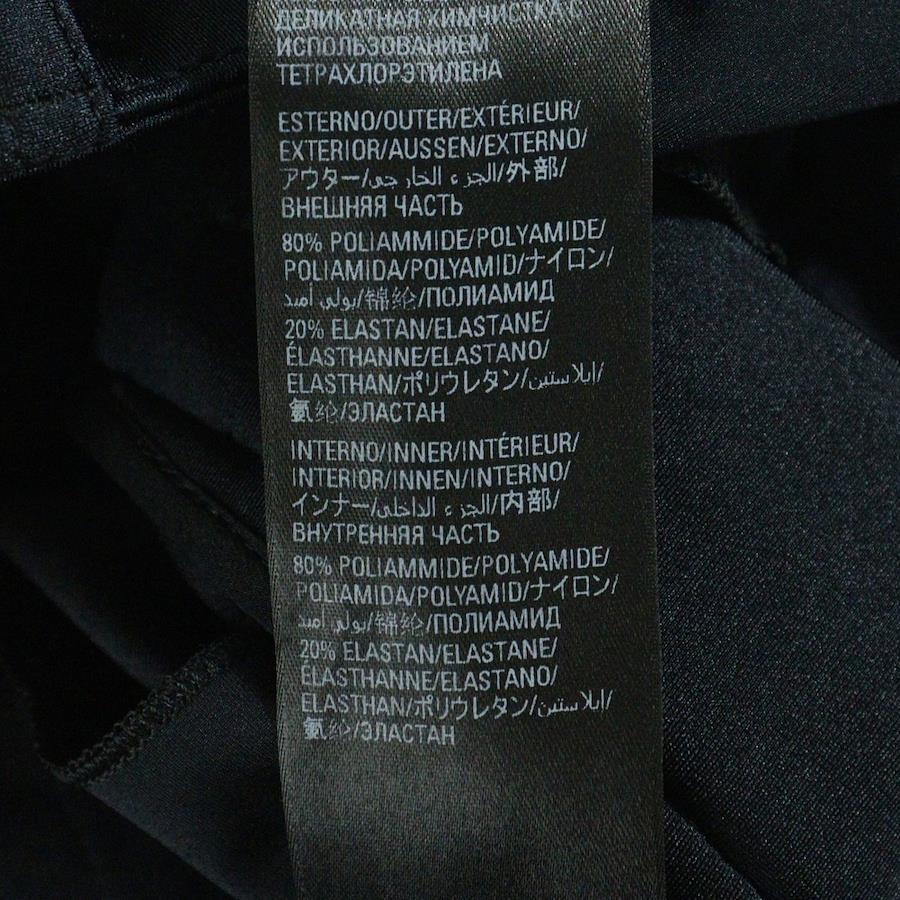 ДЕЛИКАТНАЯ ХИМЧИСТКА С
ИСПОЛЬЗОВАНИЕМ
ТЕТРАХЛОРЭТИЛЕНА
ESTERNO/OUTER/EXTÉRIEUR/
EXTERIOR/AUSSEN/EXTERNO/
アウター/الجزء الخارجي/外部/
ВНЕШНЯЯ ЧАСТЬ
80% POLIAMMIDE/POLYAMIDE/
POLIAMIDA/POLYAMID/ナイロン/
بولي أميد/锦纶/ПОЛИАМИД
20% ELASTAN/ELASTANE/
ÉLASTHANNE/ELASTANO/
ELASTHAN/ポリウレタン/إيلاستين/
氨纶/ЭЛАСТАН
INTERNO/INNER/INTÉRIEUR/
INTERIOR/INNEN/INTERNO/
インナー/الجزء الداخلي/内部/
ВНУТРЕННЯЯ ЧАСТЬ
80% POLIAMMIDE/POLYAMIDE/
POLIAMIDA/POLYAMID/ナイロン/
بولي أميد/锦纶/ПОЛИАМИД
20% ELASTAN/ELASTANE/
ÉLASTHANNE/ELASTANO/
ELASTHAN/ポリウレタン/إيلاستين/
氨纶/ЭЛАСТАН